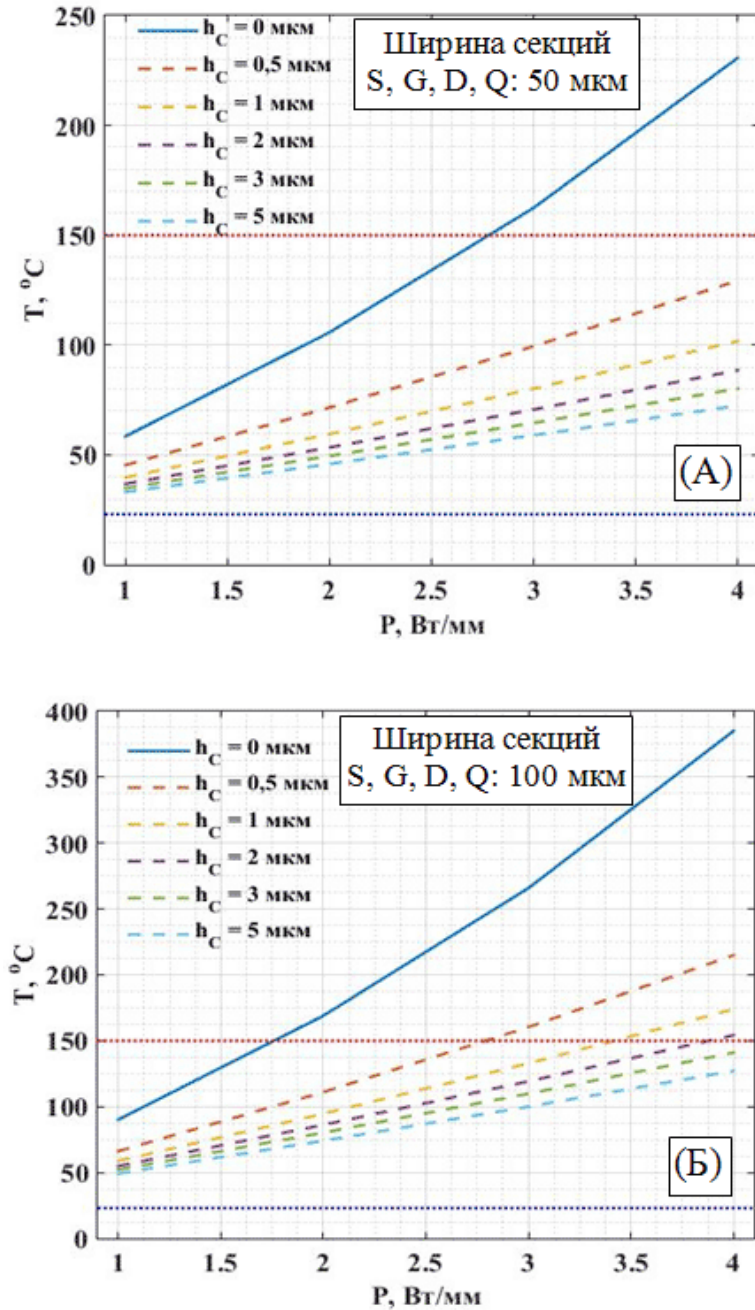 250
200
150
100
50
0
T, °C
h_C = 0 мкм
h_C = 0,5 мкм
h_C = 1 мкм
h_C = 2 мкм
h_C = 3 мкм
h_C = 5 мкм
Ширина секций
S, G, D, Q: 50 мкм
(А)
1 1.5 2 2.5 3 3.5 4
P, Вт/мм
400
350
300
250
200
150
100
50
0
T, °C
h_C = 0 мкм
h_C = 0,5 мкм
h_C = 1 мкм
h_C = 2 мкм
h_C = 3 мкм
h_C = 5 мкм
Ширина секций
S, G, D, Q: 100 мкм
(Б)
1 1.5 2 2.5 3 3.5 4
P, Вт/мм